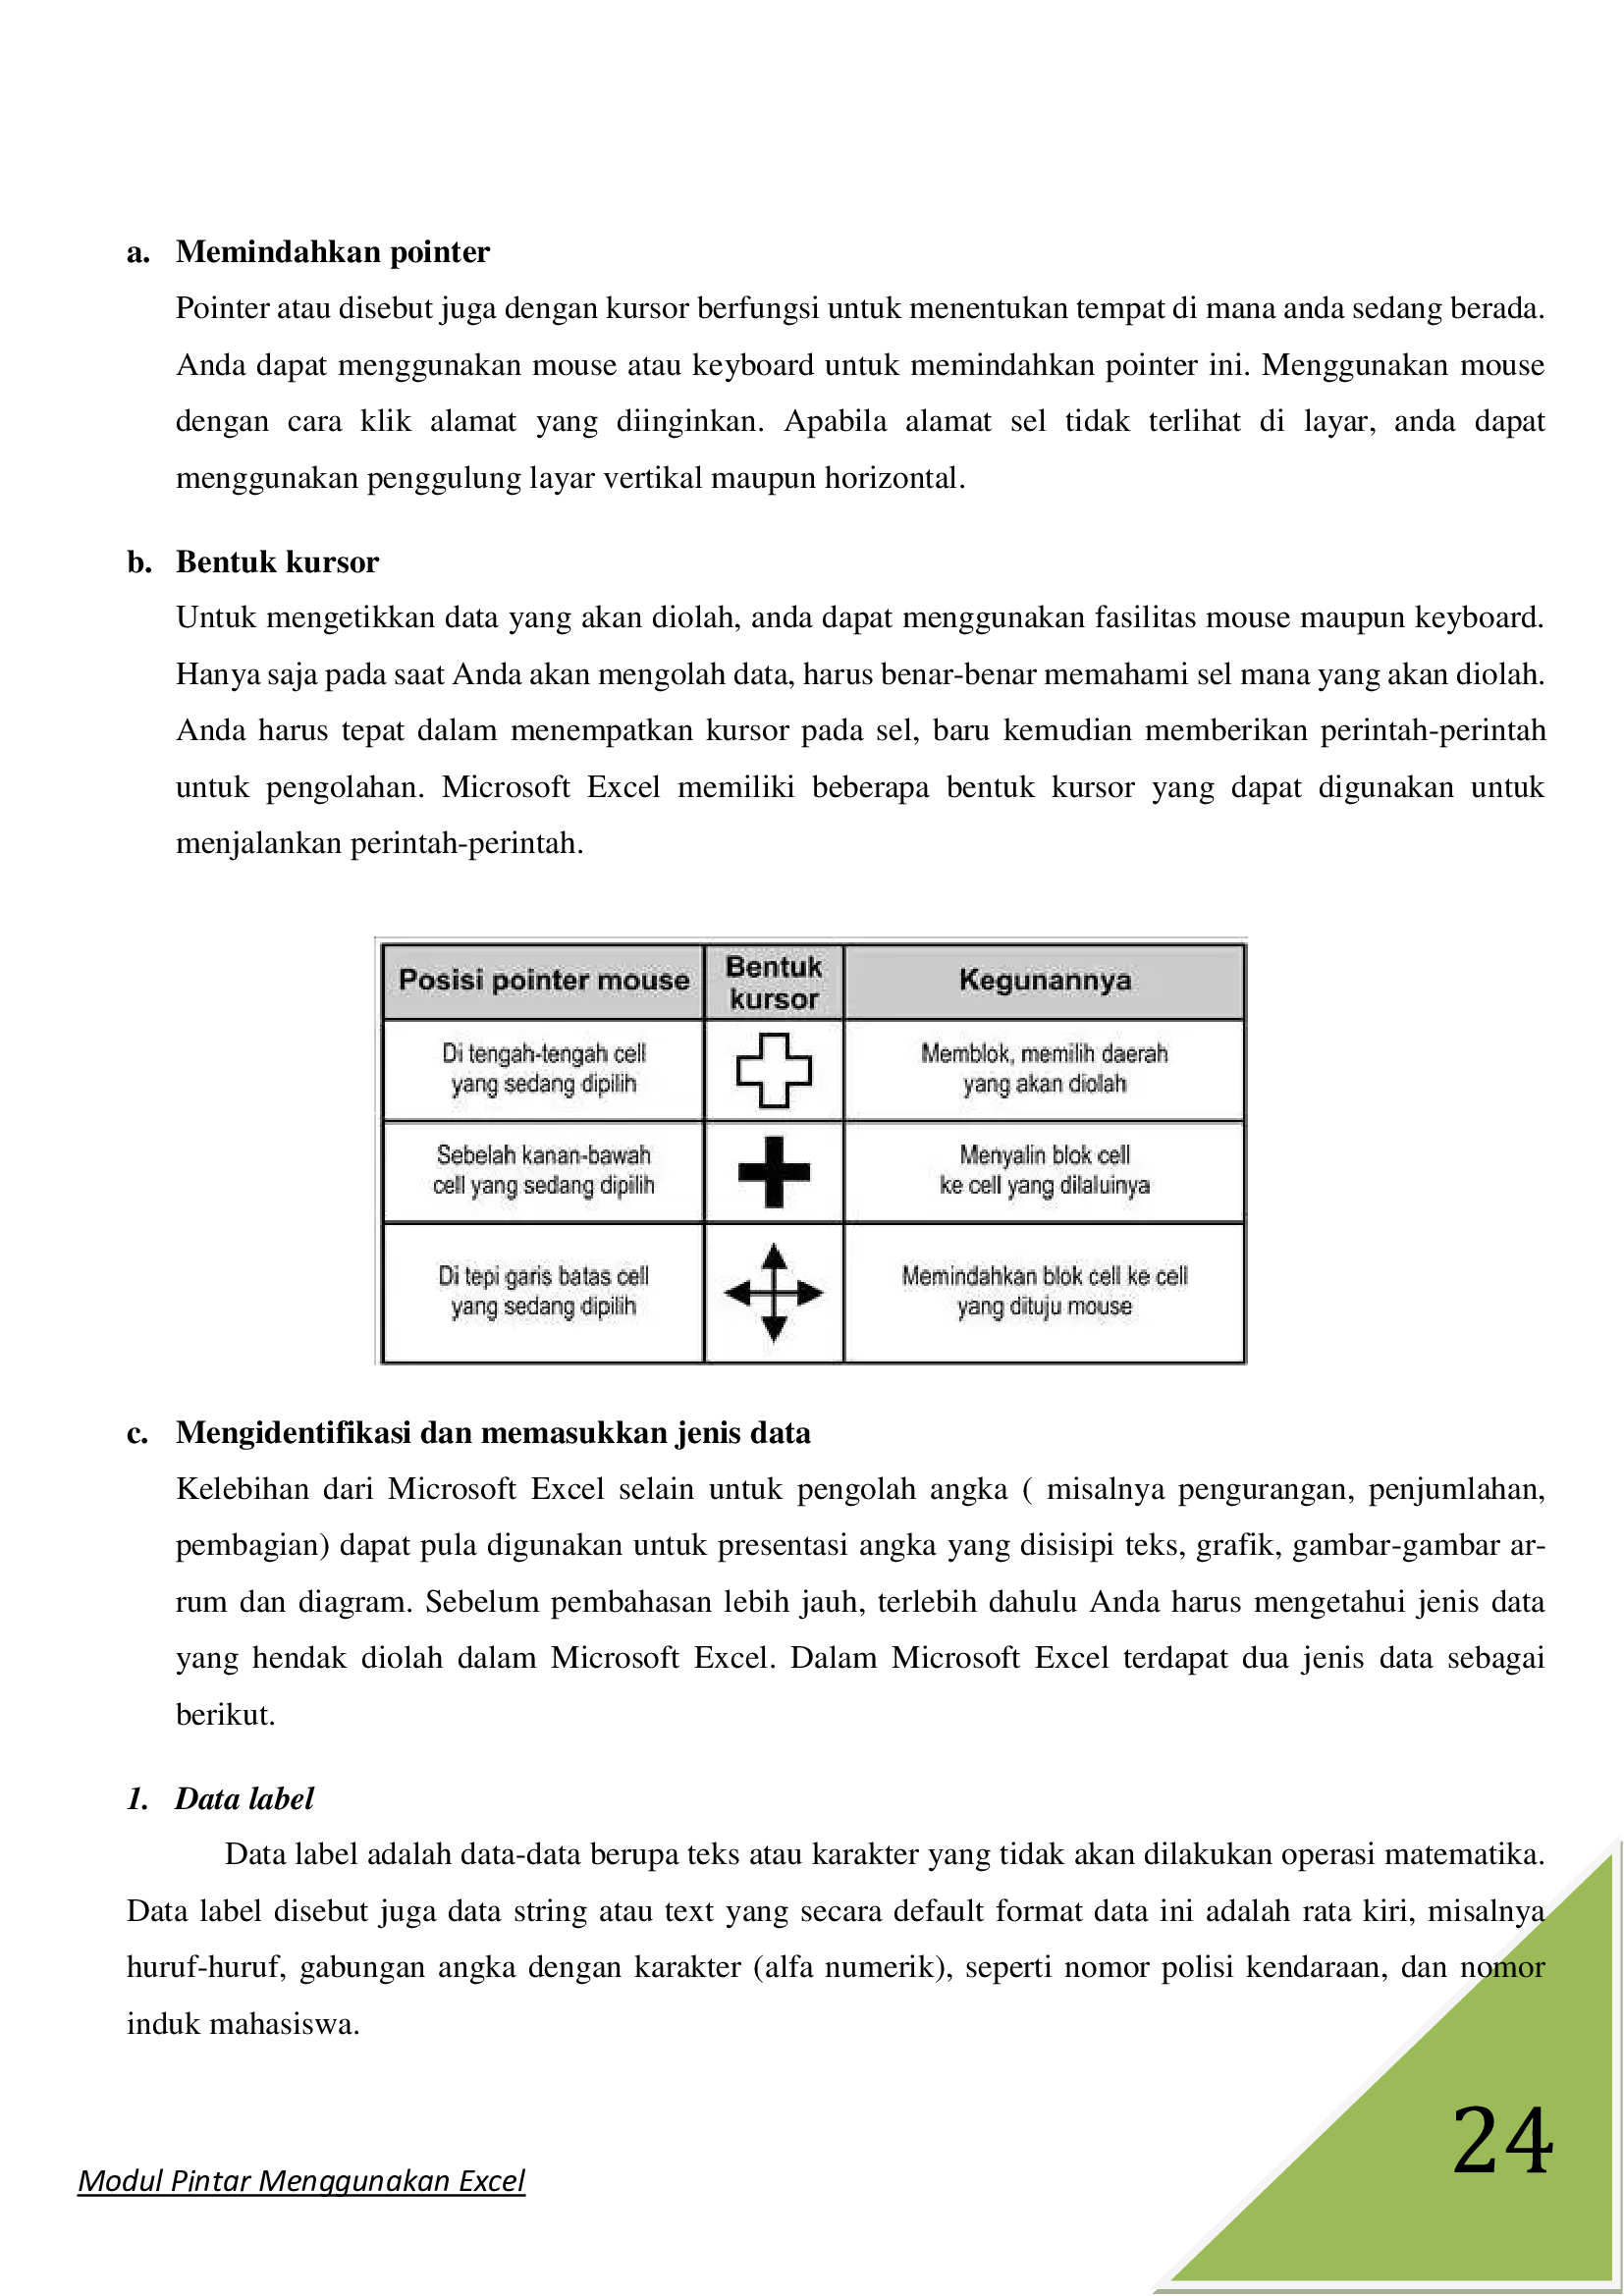 a. Memindahkan pointer
Pointer atau disebut juga dengan kursor berfungsi untuk menentukan tempat di mana anda sedang berada.
Anda dapat menggunakan mouse atau keyboard untuk memindahkan pointer ini. Menggunakan mouse
dengan cara klik alamat yang diinginkan. Apabila alamat sel tidak terlihat di layar, anda dapat
menggunakan penggulung layar vertikal maupun horizontal.
b. Bentuk kursor
Untuk mengetikkan data yang akan diolah, anda dapat menggunakan fasilitas mouse maupun keyboard.
Hanya saja pada saat Anda akan mengolah data, harus benar-benar memahami sel mana yang akan diolah.
Anda harus tepat dalam menempatkan kursor pada sel, baru kemudian memberikan perintah-perintah
untuk pengolahan. Microsoft Excel memiliki beberapa bentuk kursor yang dapat digunakan untuk
menjalankan perintah-perintah.
Posisi pointer mouse
Bentuk
kursor
Kegunannya
Di tengah-tengah cell
yang sedang dipilih
Memblok, memilih daerah
yang akan diolah
Sebelah kanan-bawah
cell yang sedang dipilih
Menyalin blok cell
ke cell yang dilaluinya
Di tepi garis batas cell
yang sedang dipilih
Memindahkan blok cell ke cell
yang dituju mouse
c. Mengidentifikasi dan memasukkan jenis data
Kelebihan dari Microsoft Excel selain untuk pengolah angka ( misalnya pengurangan, penjumlahan,
pembagian) dapat pula digunakan untuk presentasi angka yang disisipi teks, grafik, gambar-gambar ar-
rum dan diagram. Sebelum pembahasan lebih jauh, terlebih dahulu Anda harus mengetahui jenis data
yang hendak diolah dalam Microsoft Excel. Dalam Microsoft Excel terdapat dua jenis data sebagai
berikut.
1. Data label
Data label adalah data-data berupa teks atau karakter yang tidak akan dilakukan operasi matematika.
Data label disebut juga data string atau text yang secara default format data ini adalah rata kiri, misalnya
huruf-huruf, gabungan angka dengan karakter (alfa numerik), seperti nomor polisi kendaraan, dan nomor
induk mahasiswa.
24
Modul Pintar Menggunakan Excel